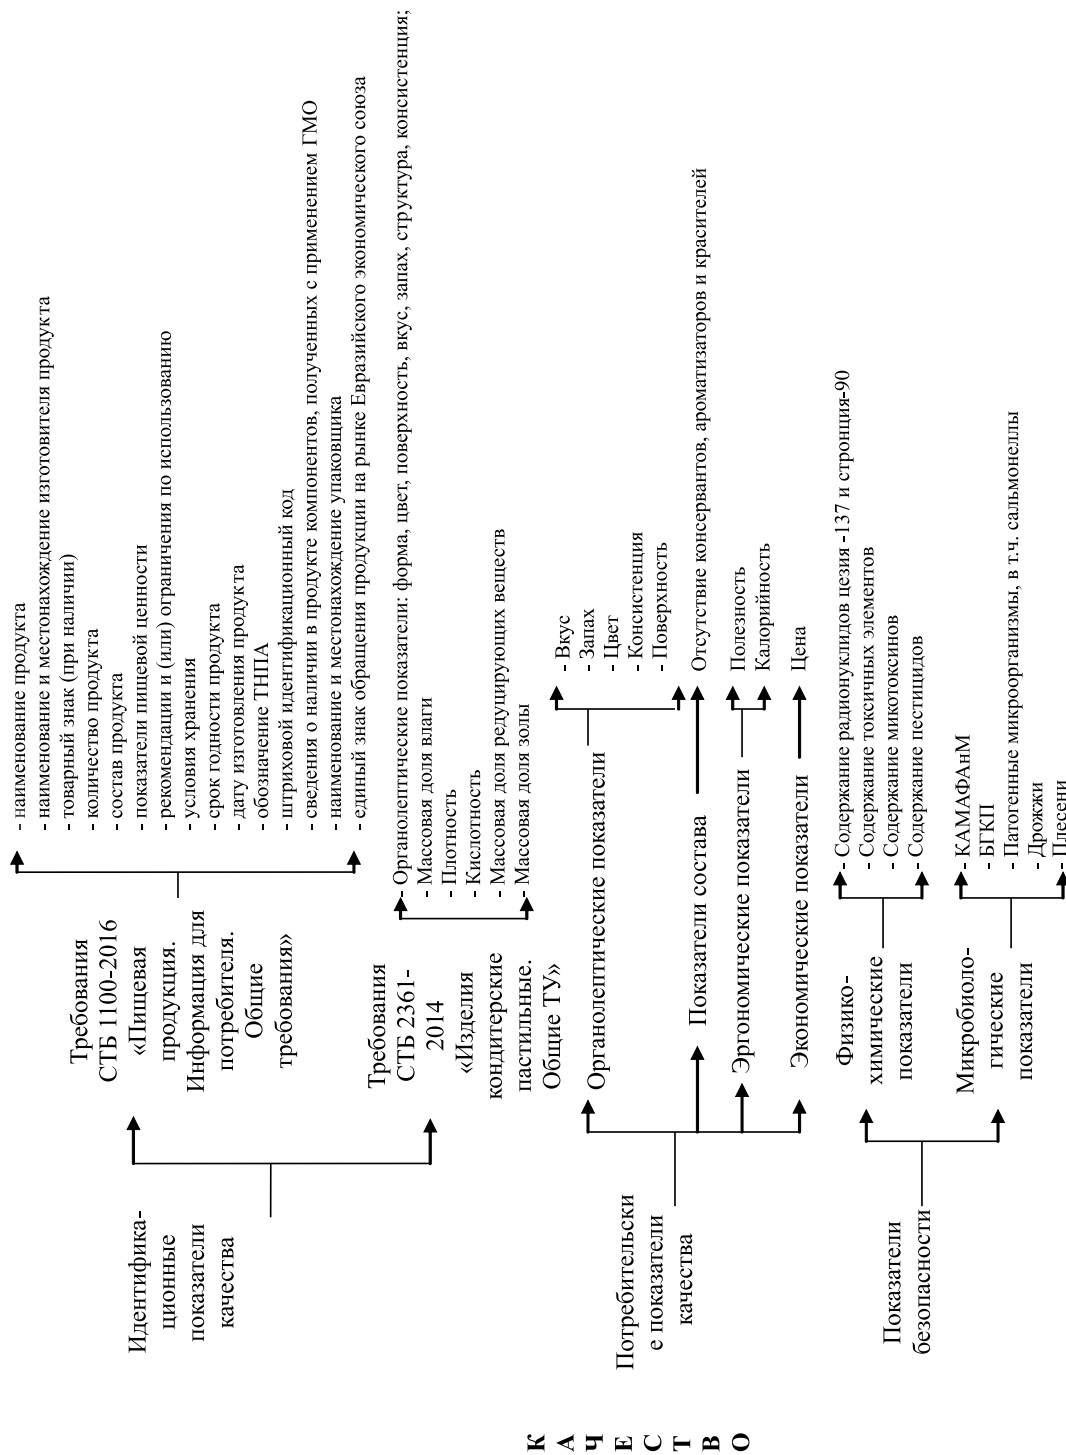 К
А
Ч
Е
С
Т
В
О
Идентифика-
ционные
показатели
качества
Требования
СТБ 1100-2016
«Пищевая
продукция.
Информация для
потребителя.
Общие
требования»
- наименование продукта
- наименование и местонахождение изготовителя продукта
- товарный знак (при наличии)
- количество продукта
- состав продукта
- показатели пищевой ценности
- рекомендации и (или) ограничения по использованию
- условия хранения
- срок годности продукта
- дату изготовления продукта
- обозначение ТНПА
- штриховой идентификационный код
- сведения о наличии в продукте компонентов, полученных с применением ГМО
- наименование и местонахождение упаковщика
- единый знак обращения продукции на рынке Евразийского экономического союза
Требования
СТБ 2361-
2014
«Изделия
кондитерские
пастильные.
Общие ТУ»
- Органолептические показатели: форма, цвет, поверхность, вкус, запах, структура, консистенция;
- Массовая доля влаги
- Плотность
- Кислотность
- Массовая доля редуцирующих веществ
- Массовая доля золы
Потребительски
е показатели
качества
Органолептические показатели
- Вкус
- Запах
- Цвет
- Консистенция
- Поверхность
Показатели состава
- Отсутствие консервантов, ароматизаторов и красителей
Эргономические показатели
- Полезность
- Калорийность
Экономические показатели
- Цена
Показатели
безопасности
Физико-
химические
показатели
- Содержание радионуклидов цезия -137 и стронция-90
- Содержание токсичных элементов
- Содержание микотоксинов
- Содержание пестицидов
Микробиоло-
гические
показатели
- КАМАФАнМ
- БГКП
- Патогенные микроорганизмы, в т.ч. сальмонеллы
- Дрожжи
- Плесени